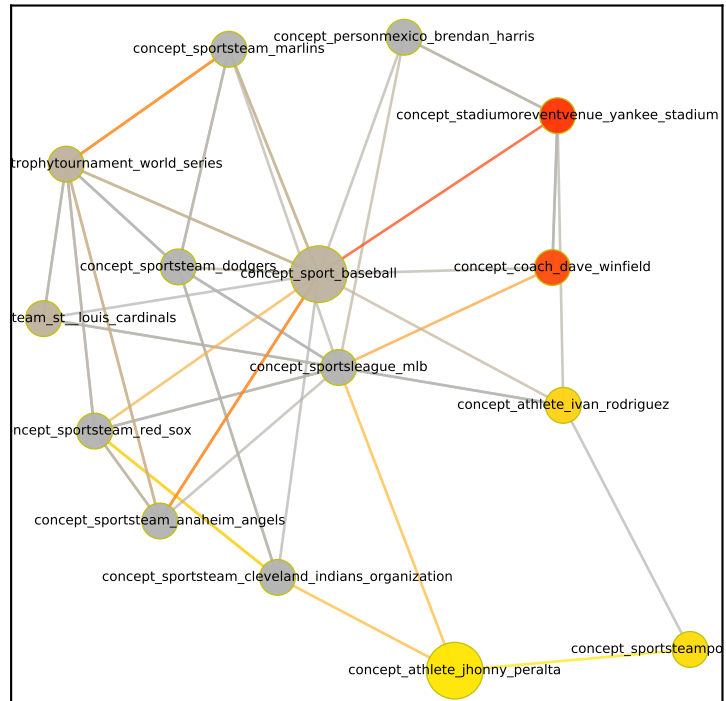 concept_personmexico_brendan_harris
concept_sportsteam_marlins
concept_stadiumoreventvenue_yankee_stadium
trophytournament_world_series
concept_sportsteam_dodgers
concept_coach_dave_winfield
concept_sport_baseball
team_st__louis_cardinals
concept_sportsleague_mlb
concept_athlete_ivan_rodriguez
ncept_sportsteam_red_sox
concept_sportsteam_anaheim_angels
concept_sportsteam_cleveland_indians_organization
concept_sportsteampo
concept_athlete_jhonny_peralta